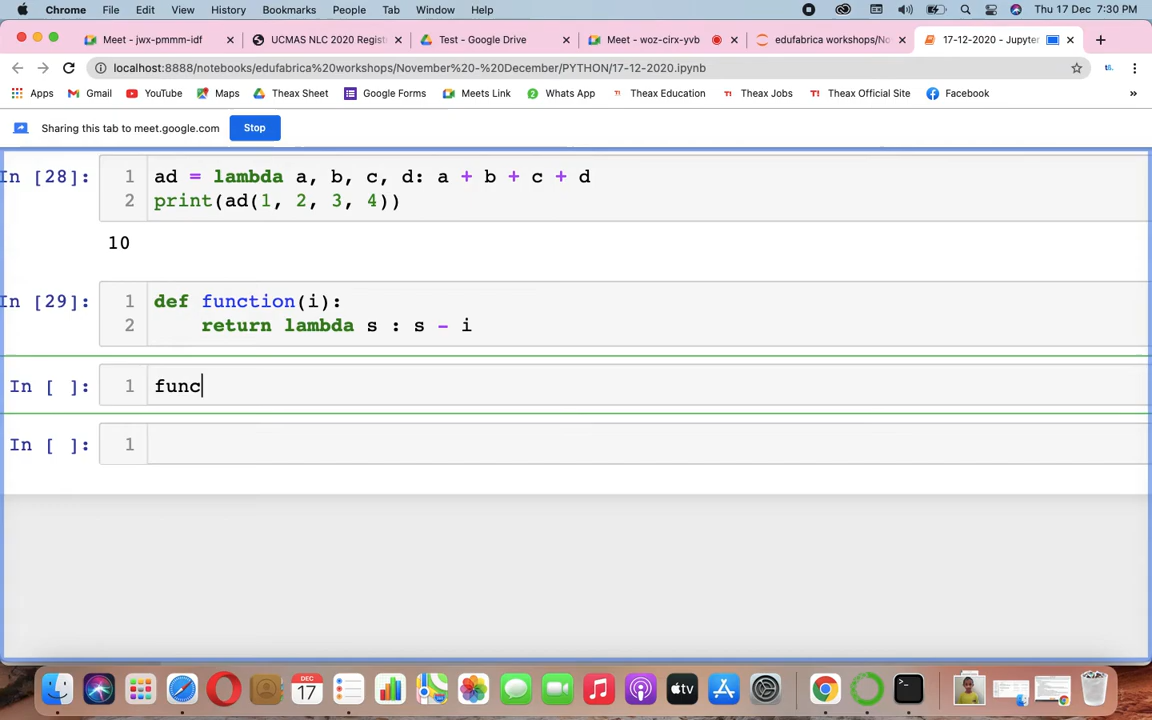 Chrome File Edit View History Bookmarks People Tab Window Help Thu 17 Dec 7:30 PM
Meet - jwx-pmmm-idf UCMAS NLC 2020 Regist Test - Google Drive Meet - woz-cirx-yvb edufabrica workshops/No 17-12-2020 - Jupyter
localhost:8888/notebooks/edufabrica%20workshops/November%20-%20December/PYTHON/17-12-2020.ipynb
Apps Gmail YouTube Maps Theax Sheet Google Forms Meets Link Whats App Theax Education Theax Jobs Theax Official Site Facebook »
Sharing this tab to meet.google.com Stop
In [28]: 1 ad = lambda a, b, c, d: a + b + c + d
2 print(ad(1, 2, 3, 4))
10
In [29]: 1 def function(i):
2 return lambda s : s - i
In [ ]: 1 func
In [ ]: 1
DEC
17
tv